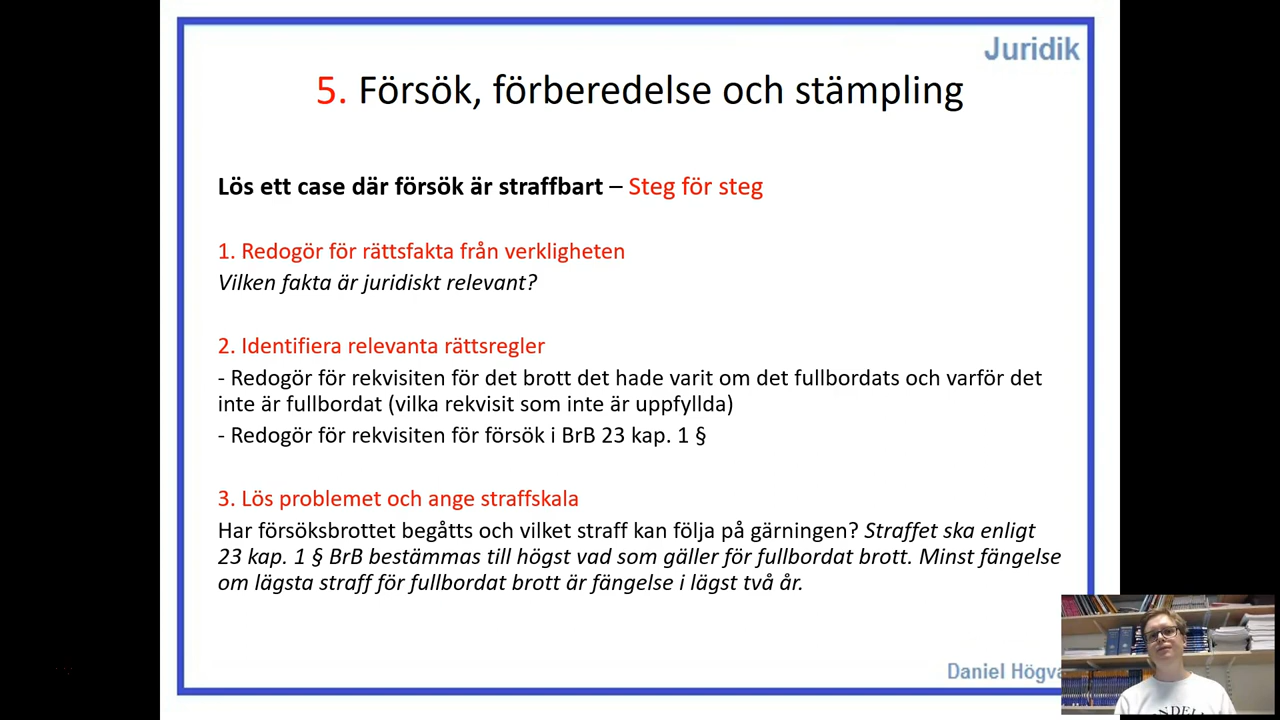 Juridik
5. Försök, förberedelse och stämpling
Lös ett case där försök är straffbart – Steg för steg
1. Redogör för rättsfakta från verkligheten
Vilken fakta är juridiskt relevant?
2. Identifiera relevanta rättsregler
- Redogör för rekvisiten för det brott det hade varit om det fullbordats och varför det
inte är fullbordat (vilka rekvisit som inte är uppfyllda)
- Redogör för rekvisiten för försök i BrB 23 kap. 1 §
3. Lös problemet och ange straffskala
Har försöksbrottet begåtts och vilket straff kan följa på gärningen? Straffet ska enligt
23 kap. 1 § BrB bestämmas till högst vad som gäller för fullbordat brott. Minst fängelse
om lägsta straff för fullbordat brott är fängelse i lägst två år.
Daniel